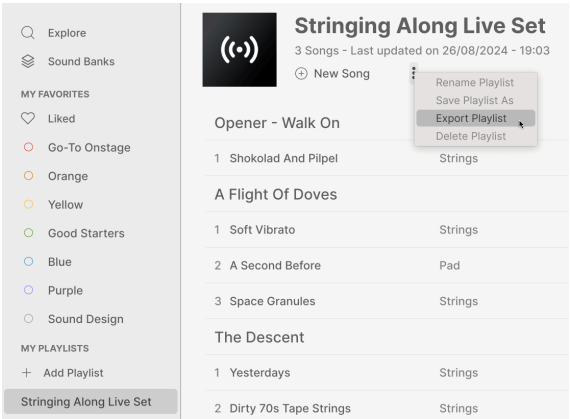 Explore
Sound Banks
MY FAVORITES
Liked
Go-To Onstage
Orange
Yellow
Good Starters
Blue
Purple
Sound Design
MY PLAYLISTS
Add Playlist
Stringing Along Live Set
Stringing Along Live Set
3 Songs - Last updated on 26/08/2024 - 19:03
New Song
Rename Playlist
Save Playlist As
Export Playlist
Delete Playlist
Opener - Walk On
1 Shokolad And Pilpel Strings
A Flight Of Doves
1 Soft Vibrato Strings
2 A Second Before Pad
3 Space Granules Strings
The Descent
1 Yesterdays Strings
2 Dirty 70s Tape Strings Strings